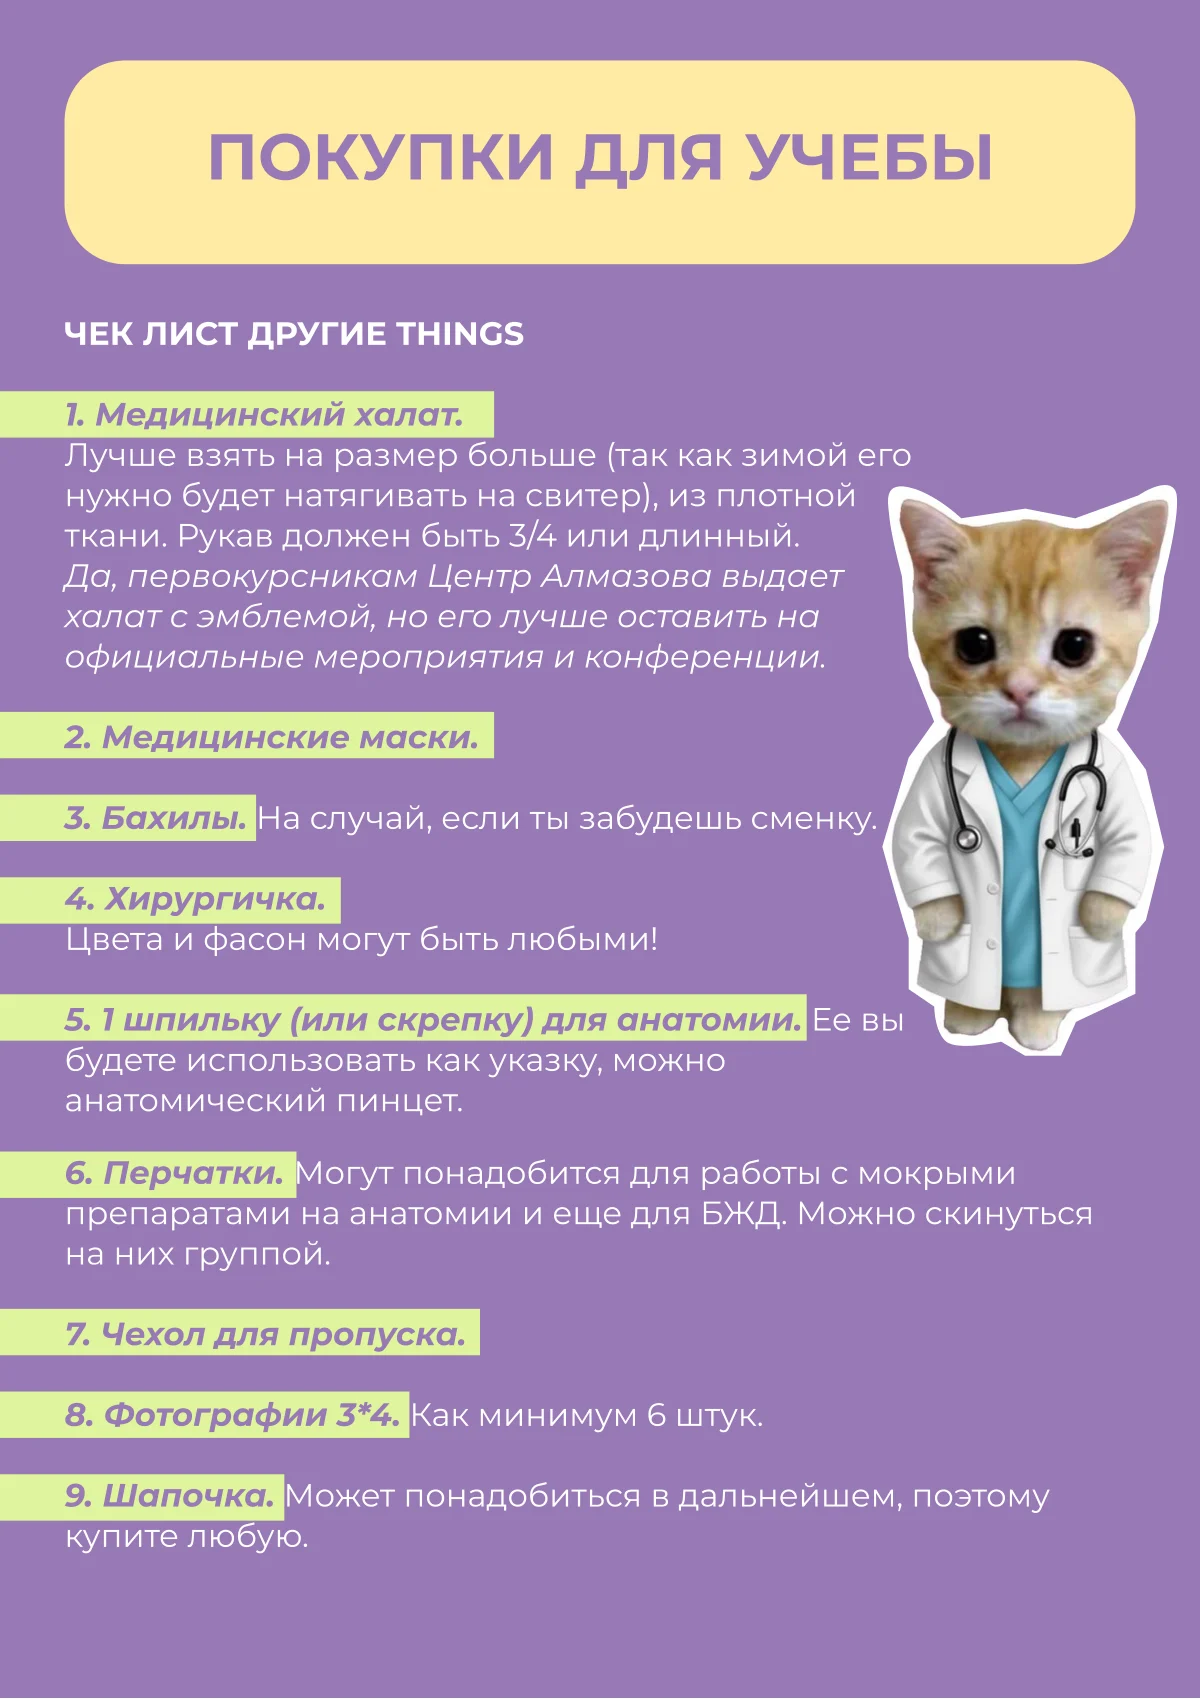 ПОКУПКИ ДЛЯ УЧЕБЫ
ЧЕК ЛИСТ ДРУГИЕ THINGS
1. Медицинский халат.
Лучше взять на размер больше (так как зимой его
нужно будет натягивать на свитер), из плотной
ткани. Рукав должен быть 3/4 или длинный.
Да, первокурсникам Центр Алмазова выдает
халат с эмблемой, но его лучше оставить на
официальные мероприятия и конференции.
2. Медицинские маски.
3. Бахилы. На случай, если ты забудешь сменку.
4. Хирургичка.
Цвета и фасон могут быть любыми!
5. 1 шпильку (или скрепку) для анатомии. Ее вы
будете использовать как указку, можно
анатомический пинцет.
6. Перчатки. Могут понадобится для работы с мокрыми
препаратами на анатомии и еще для БЖД. Можно скинуться
на них группой.
7. Чехол для пропуска.
8. Фотографии 3*4. Как минимум 6 штук.
9. Шапочка. Может понадобиться в дальнейшем, поэтому
купите любую.